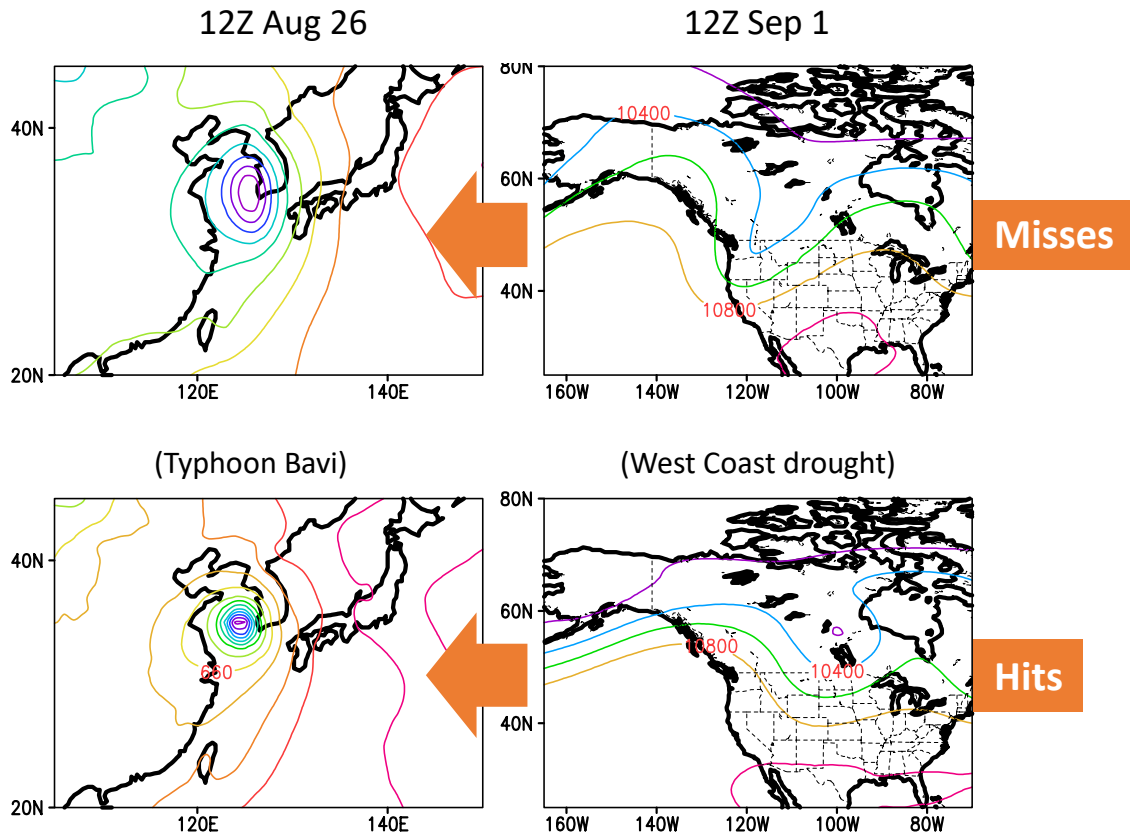 12Z Aug 26
12Z Sep 1
80N
40N
10400
60N
Misses
40N
10800
20N
120E
140E
160W
140W
120W
100W
80W
(Typhoon Bavi)
(West Coast drought)
80N
40N
60N
10800
660
10400
Hits
40N
20N
120E
140E
160W
140W
120W
100W
80W